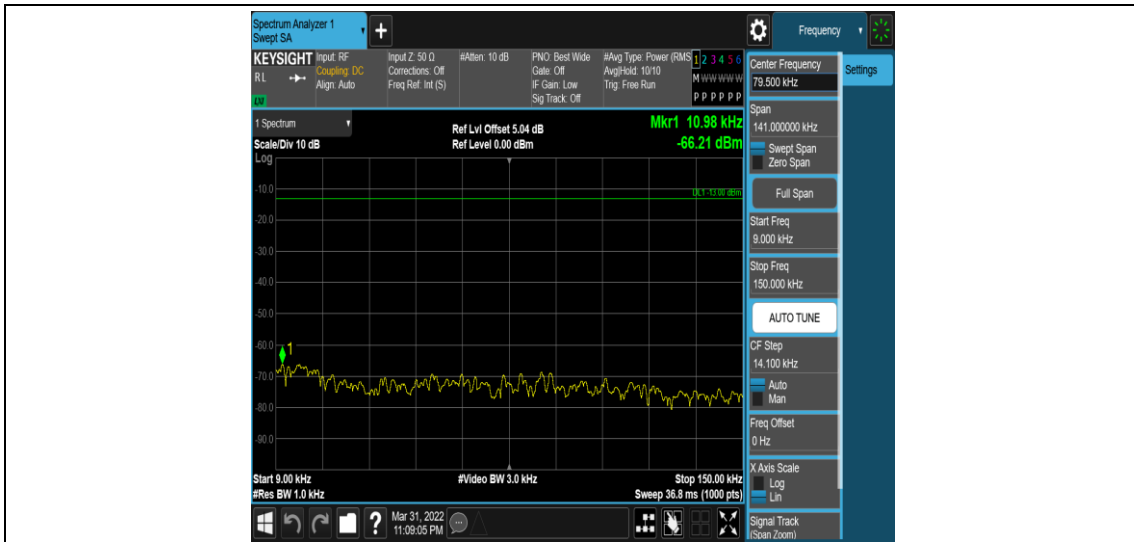 Spectrum Analyzer 1
Swept SA
Frequency
KEYSIGHT
RL
LXI
Input: RF
Coupling: DC
Align: Auto
Input Z: 50 Ω
Corrections: Off
Freq Ref: Int (S)
#Atten: 10 dB
PNO: Best Wide
Gate: Off
IF Gain: Low
Sig Track: Off
#Avg Type: Power (RMS
Avg|Hold: 10/10
Trig: Free Run
1 2 3 4 5 6
M W W W W W
P P P P P P
Center Frequency
79.500 kHz
Settings
Span
141.000000 kHz
Swept Span
Zero Span
Full Span
Start Freq
9.000 kHz
Stop Freq
150.000 kHz
AUTO TUNE
CF Step
14.100 kHz
Auto
Man
Freq Offset
0 Hz
X Axis Scale
Log
Lin
Signal Track
(Span Zoom)
1 Spectrum
Scale/Div 10 dB
Log
Ref Lvl Offset 5.04 dB
Ref Level 0.00 dBm
Mkr1 10.98 kHz
-66.21 dBm
DL1 -13.00 dBm
-10.0
-20.0
-30.0
-40.0
-50.0
-60.0
1
-70.0
-80.0
-90.0
Start 9.00 kHz
#Video BW 3.0 kHz
Stop 150.00 kHz
#Res BW 1.0 kHz
Sweep 36.8 ms (1000 pts)
?
Mar 31, 2022
11:09:05 PM